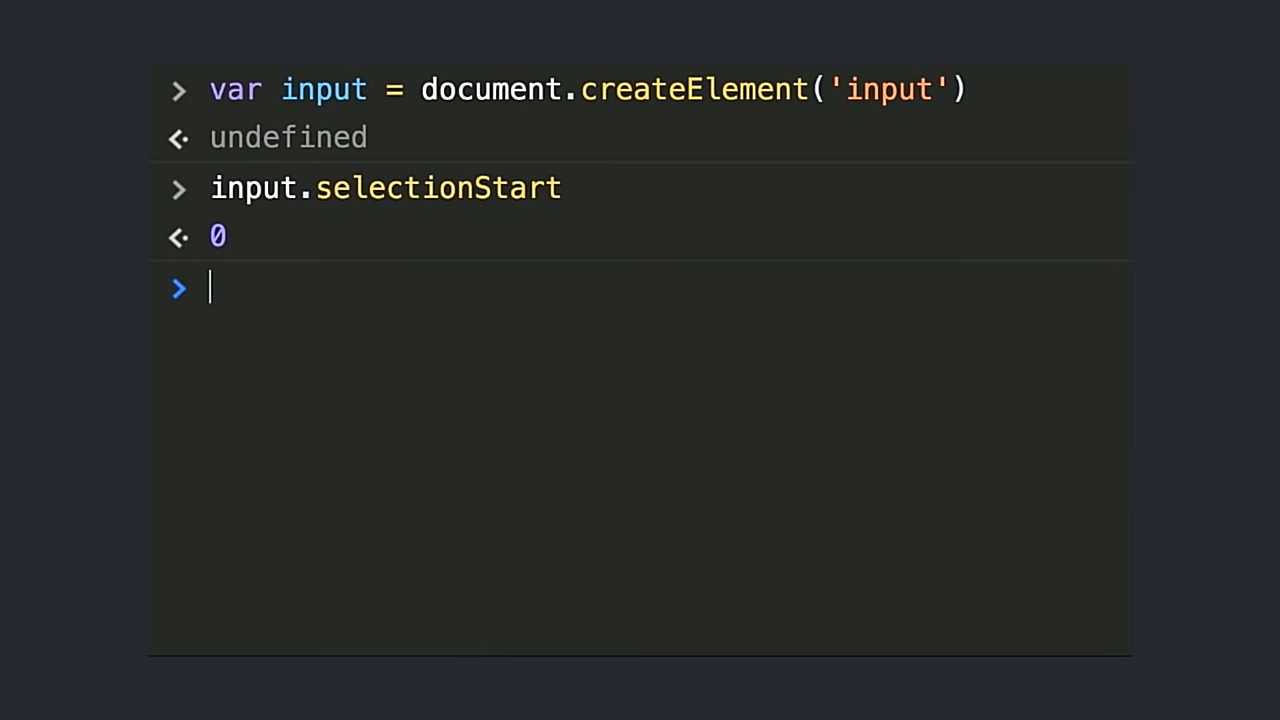 > var input = document.createElement('input')
<· undefined
> input.selectionStart
<· 0
>